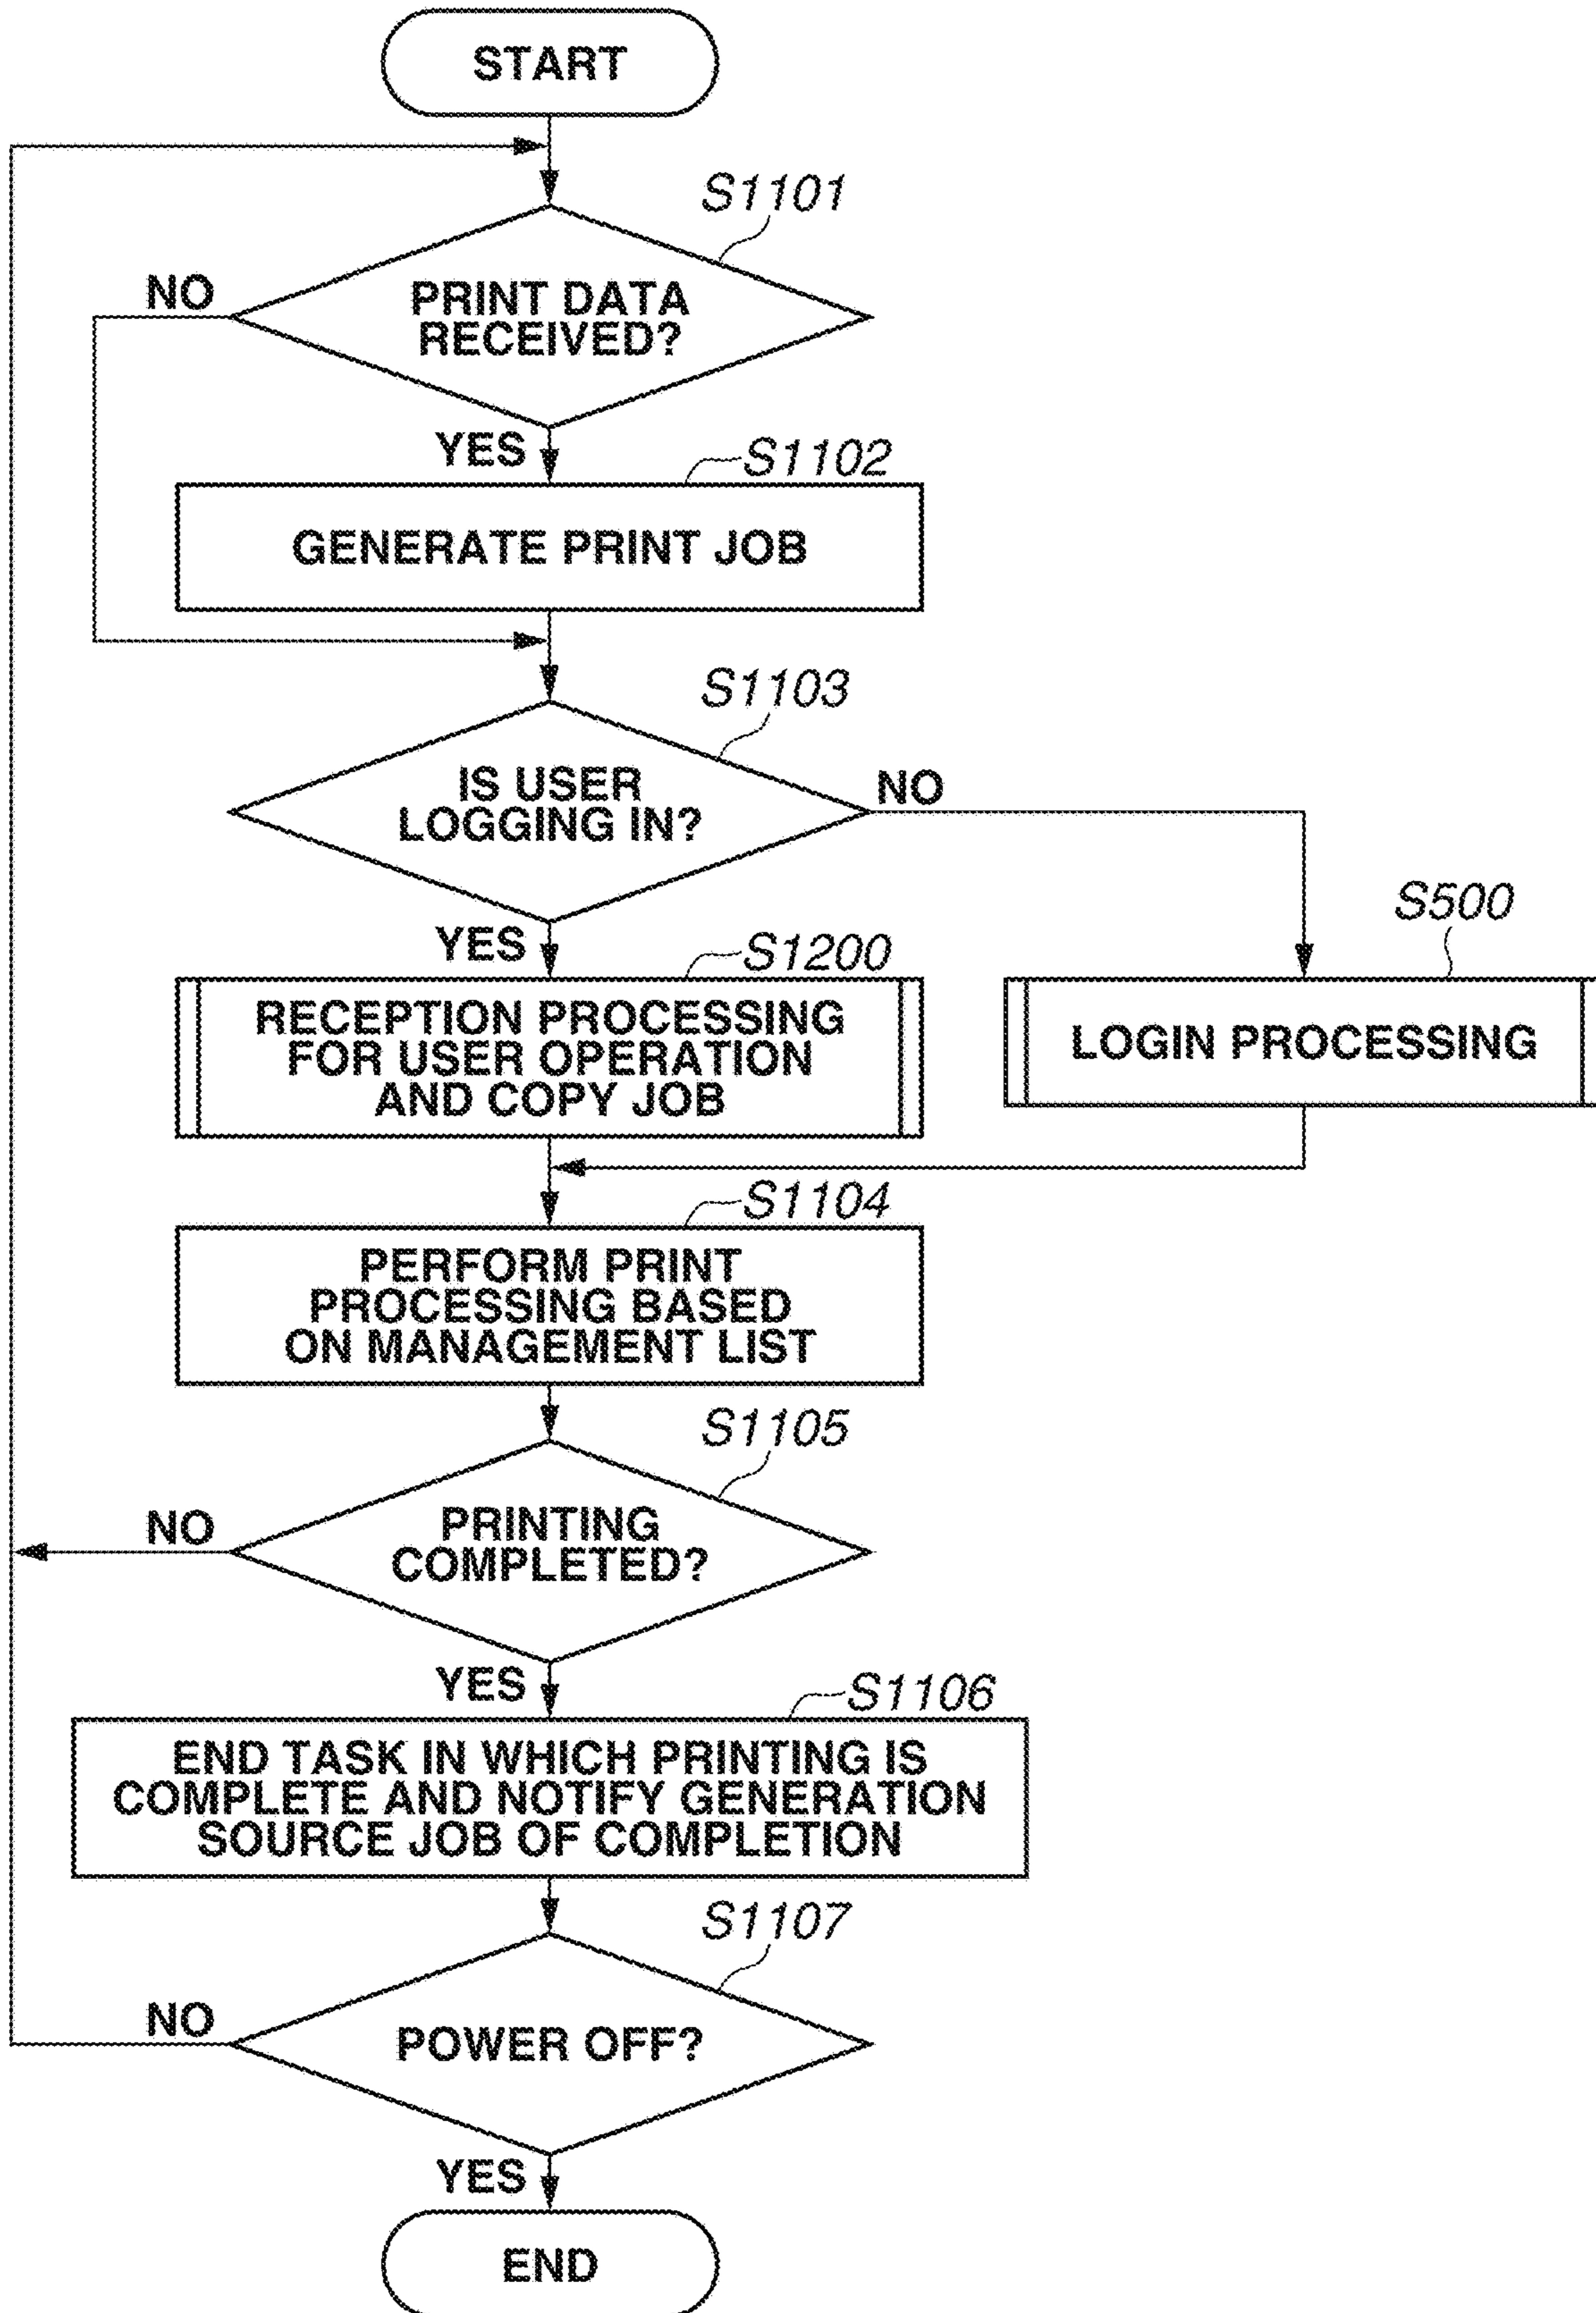 START
S1101
NO
PRINT DATA
RECEIVED?
YES
S1102
GENERATE PRINT JOB
S1103
IS USER
LOGGING IN?
NO
YES
S1200
S500
RECEPTION PROCESSING
FOR USER OPERATION
AND COPY JOB
LOGIN PROCESSING
S1104
PERFORM PRINT
PROCESSING BASED
ON MANAGEMENT LIST
S1105
NO
PRINTING
COMPLETED?
YES
S1106
END TASK IN WHICH PRINTING IS
COMPLETE AND NOTIFY GENERATION
SOURCE JOB OF COMPLETION
S1107
NO
POWER OFF?
YES
END